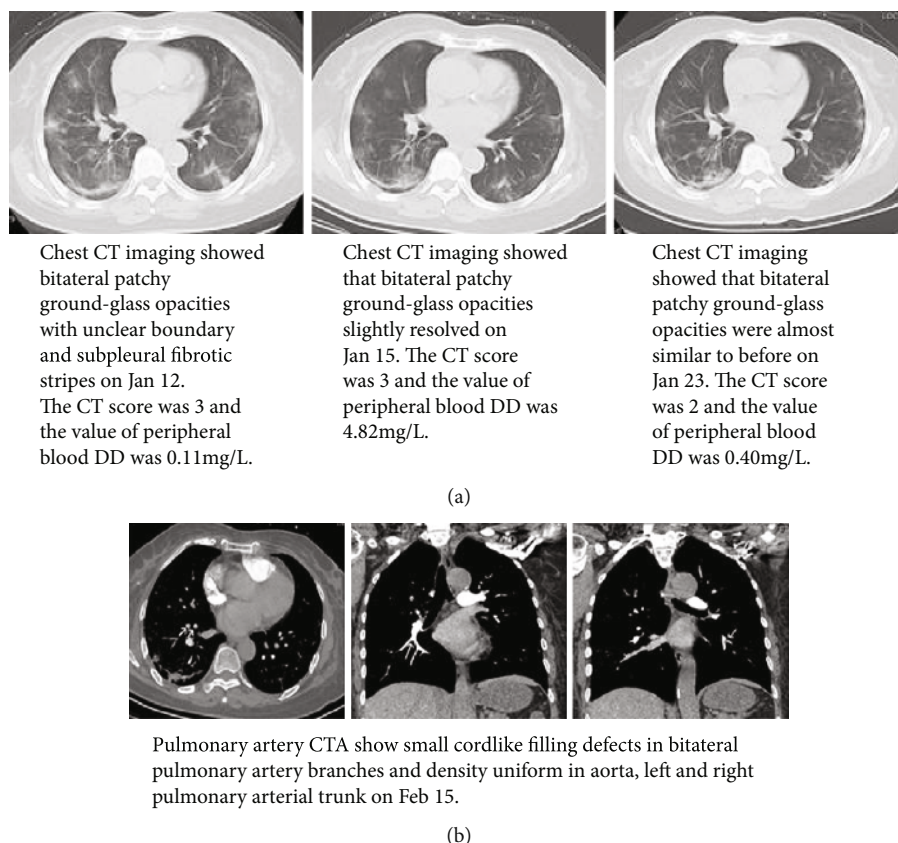 Chest CT imaging showed
bitateral patchy
ground-glass opacities
with unclear boundary
and subpleural fibrotic
stripes on Jan 12.
The CT score was 3 and
the value of peripheral
blood DD was 0.11mg/L.
Chest CT imaging showed
that bitateral patchy
ground-glass opacities
slightly resolved on
Jan 15. The CT score
was 3 and the value of
peripheral blood DD was
4.82mg/L.
Chest CT imaging
showed that bitateral
patchy ground-glass
opacities were almost
similar to before on
Jan 23. The CT score
was 2 and the value
of peripheral blood
DD was 0.40mg/L.
(a)
Pulmonary artery CTA show small cordlike filling defects in bitateral
pulmonary artery branches and density uniform in aorta, left and right
pulmonary arterial trunk on Feb 15.
(b)